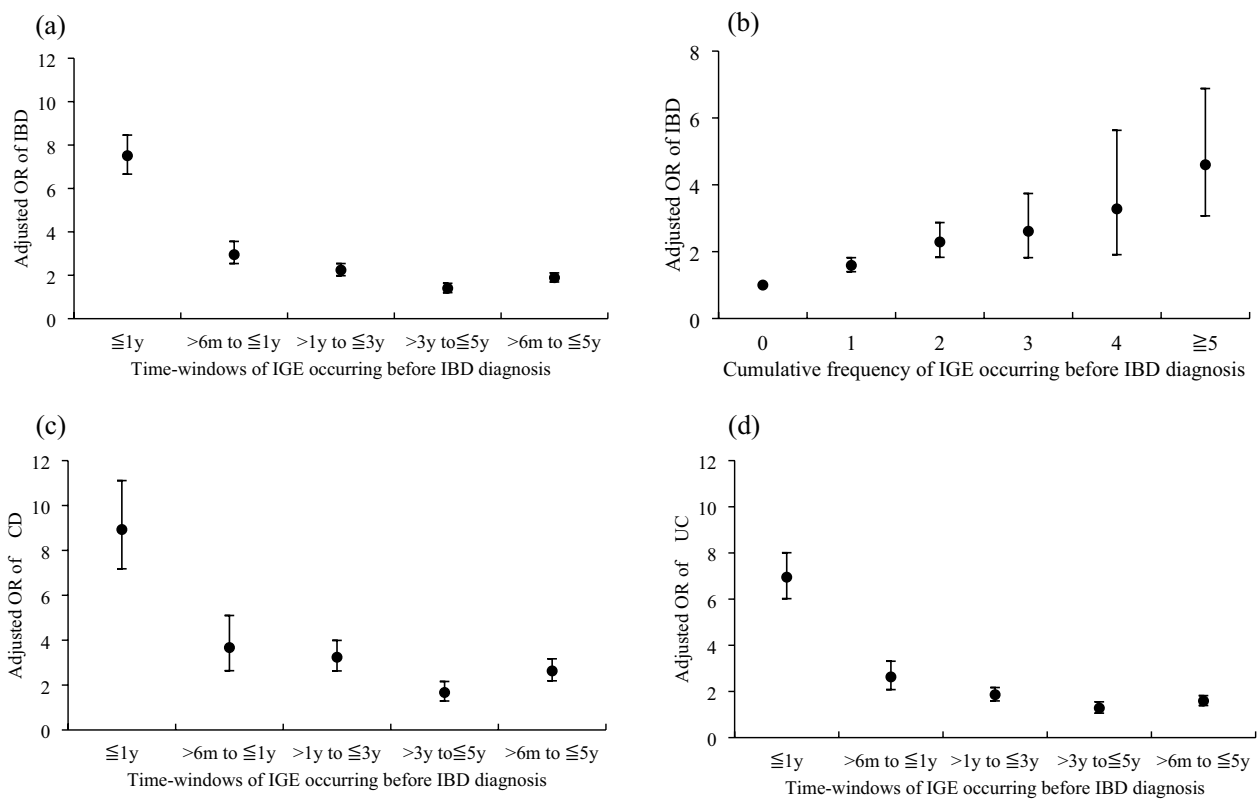 (a)
12
10
8
6
4
2
0
Adjusted OR of IBD
≦1y >6m to ≦1y >1y to ≦3y >3y to≦5y >6m to ≦5y
Time-windows of IGE occurring before IBD diagnosis
(b)
8
6
4
2
0
Adjusted OR of IBD
0 1 2 3 4 ≧5
Cumulative frequency of IGE occurring before IBD diagnosis
(c)
12
10
8
6
4
2
0
Adjusted OR of CD
≦1y >6m to ≦1y >1y to ≦3y >3y to≦5y >6m to ≦5y
Time-windows of IGE occurring before IBD diagnosis
(d)
12
10
8
6
4
2
0
Adjusted OR of UC
≦1y >6m to ≦1y >1y to ≦3y >3y to≦5y >6m to ≦5y
Time-windows of IGE occurring before IBD diagnosis